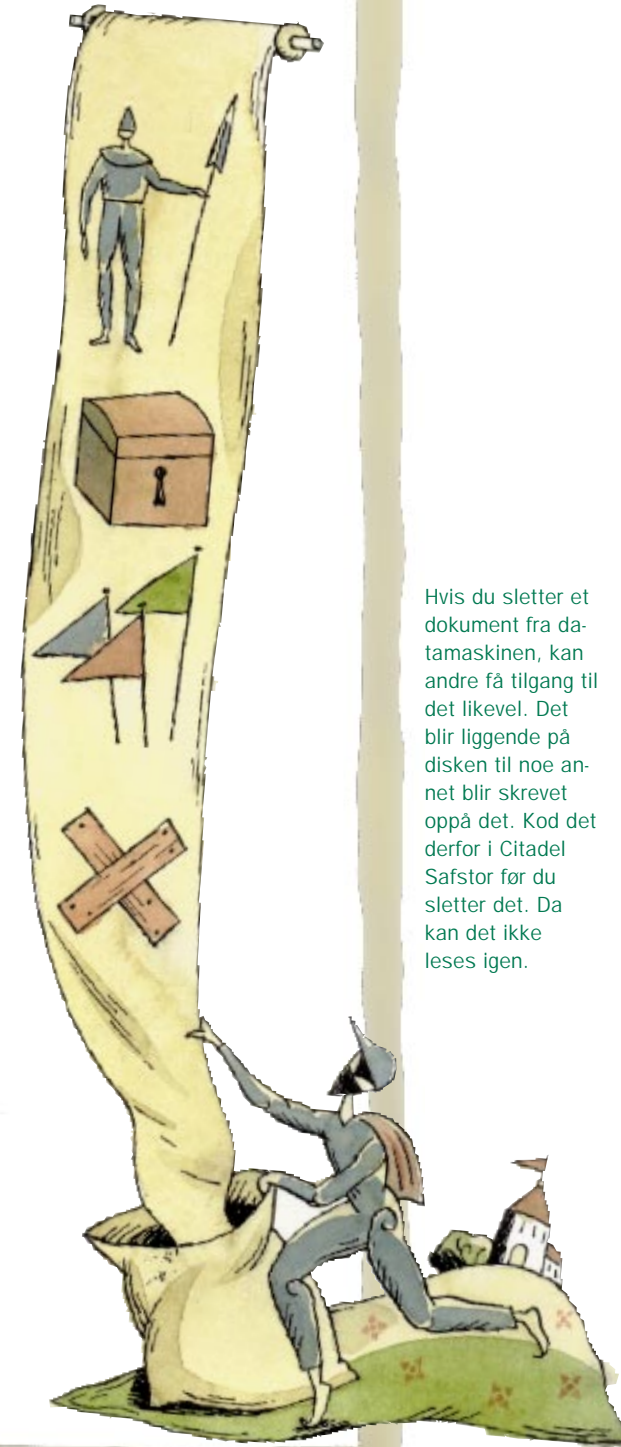 Hvis du sletter et
dokument fra da-
tamaskinen, kan
andre få tilgang til
det likevel. Det
blir liggende på
disken til noe an-
net blir skrevet
oppå det. Kod det
derfor i Citadel
Safstor før du
sletter det. Da
kan det ikke
leses igen.